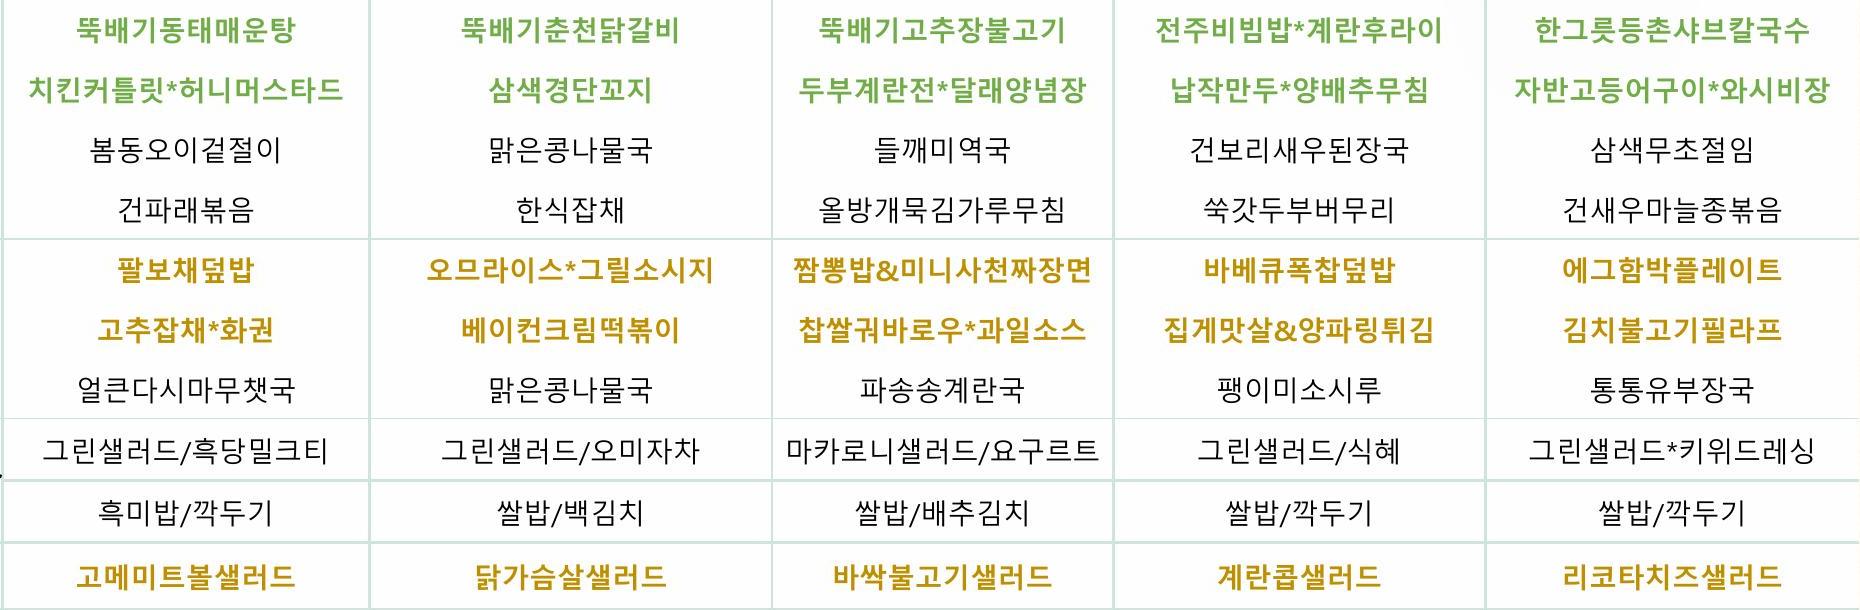 뚝배기동태매운탕 뚝배기춘천닭갈비 뚝배기고추장불고기 전주비빔밥*계란후라이 한그릇등촌샤브칼국수
치킨커틀릿*허니머스타드 삼색경단꼬지 두부계란전*달래양념장 납작만두*양배추무침 자반고등어구이*와시비장
봄동오이겉절이 맑은콩나물국 들깨미역국 건보리새우된장국 삼색무초절임
건파래볶음 한식잡채 올방개묵김가루무침 쑥갓두부버무리 건새우마늘종볶음
팔보채덮밥 오므라이스*그릴소시지 짬뽕밥&미니사천짜장면 바베큐폭찹덮밥 에그함박플레이트
고추잡채*화권 베이컨크림떡볶이 찹쌀궈바로우*과일소스 집게맛살&양파링튀김 김치불고기필라프
얼큰다시마무챗국 맑은콩나물국 파송송계란국 팽이미소시루 통통유부장국
그린샐러드/흑당밀크티 그린샐러드/오미자차 마카로니샐러드/요구르트 그린샐러드/식혜 그린샐러드*키위드레싱
흑미밥/깍두기 쌀밥/백김치 쌀밥/배추김치 쌀밥/깍두기 쌀밥/깍두기
고메미트볼샐러드 닭가슴살샐러드 바싹불고기샐러드 계란콥샐러드 리코타치즈샐러드